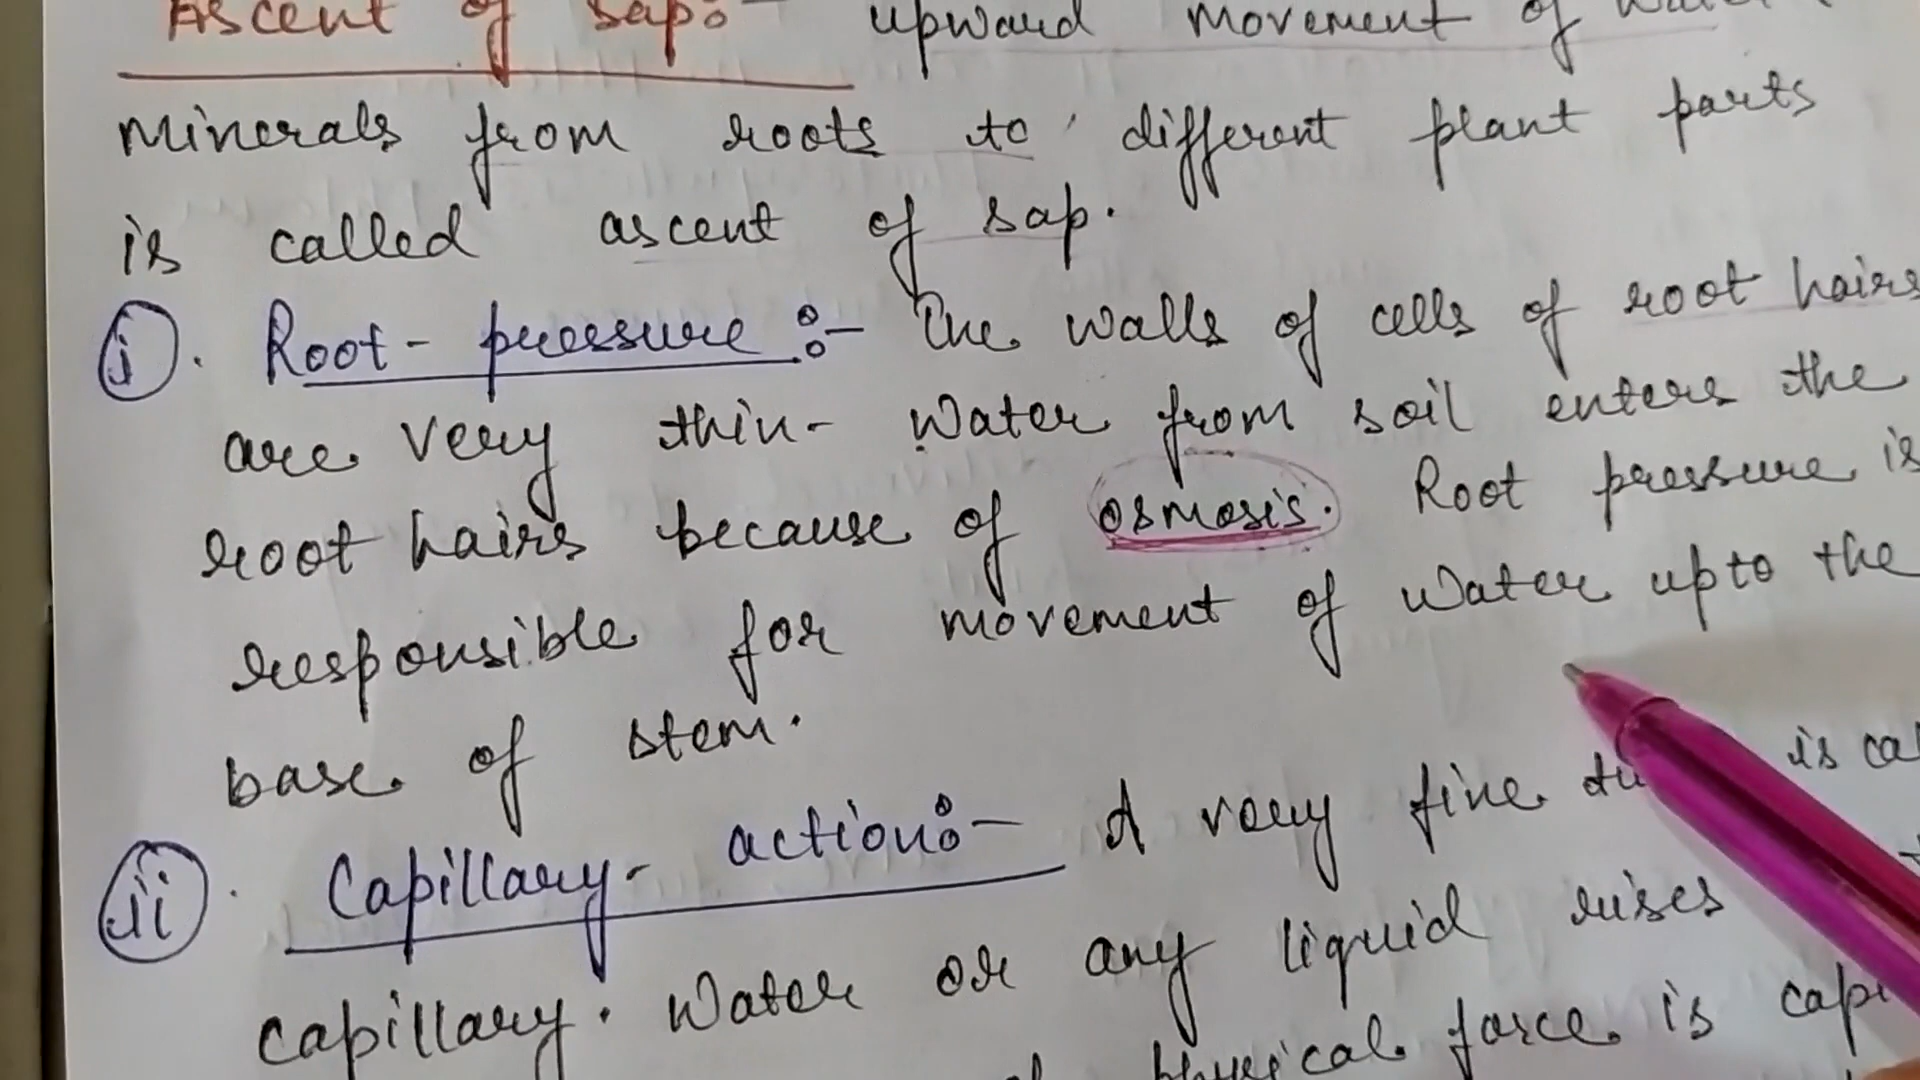 Ascent of sap:- upward movement of water
minerals from roots to different plant parts
is called ascent of sap.
i. Root-pressure :- The walls of cells of root hairs
are very thin- Water from soil enters the
root hairs because of osmosis. Root pressure is
responsible for movement of water upto the
base of stem.
ii. Capillary-action:- A very fine is
capillary. Water or any liquid rises
physical force is